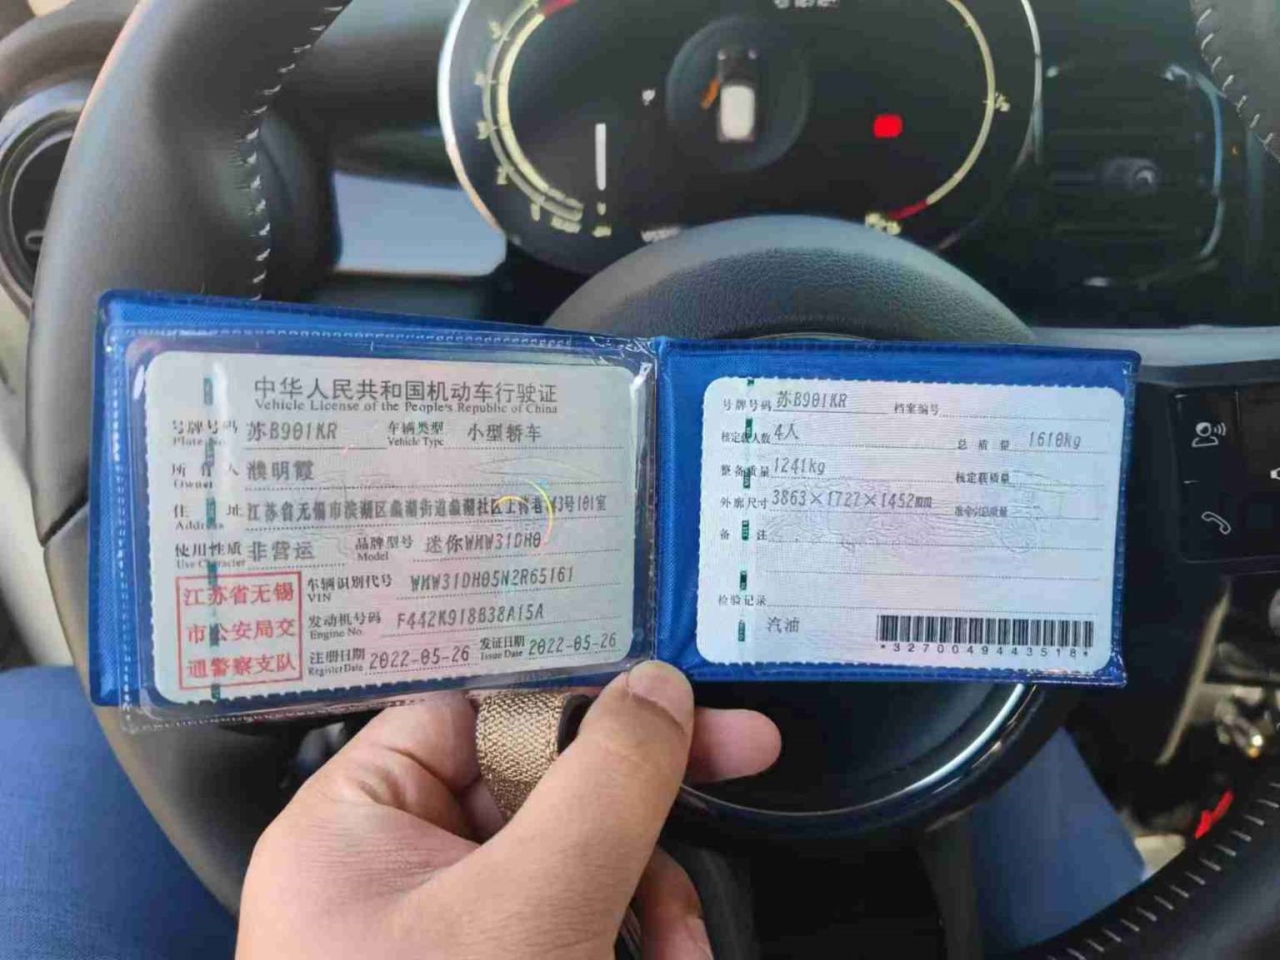 中华人民共和国机动车行驶证
Vehicle License of the People's Republic of China
号牌号码 苏B901KR 车辆类型 小型轿车
Plate No. Vehicle Type
所有人 濮明霞
Owner
住址 江苏省无锡市滨湖区蠡湖街道蠡湖社区 43号101室
Address
使用性质 非营运 品牌型号 迷你WMW31DH0
Use Character Model
车辆识别代号 WMW31DH05N2R65161
VIN
发动机号码 F442K918B38A15A
Engine No.
注册日期 2022-05-26 发证日期 2022-05-26
Register Date Issue Date
江苏省无锡
市公安局交
通警察支队
号牌号码 苏B901KR 档案编号
核定载人数 4人 总质量 1610kg
整备质量 1241kg 核定载质量
外廓尺寸 3863×1727×1452mm 准牵引总质量
备注
检验记录
汽油
*3270049443518*